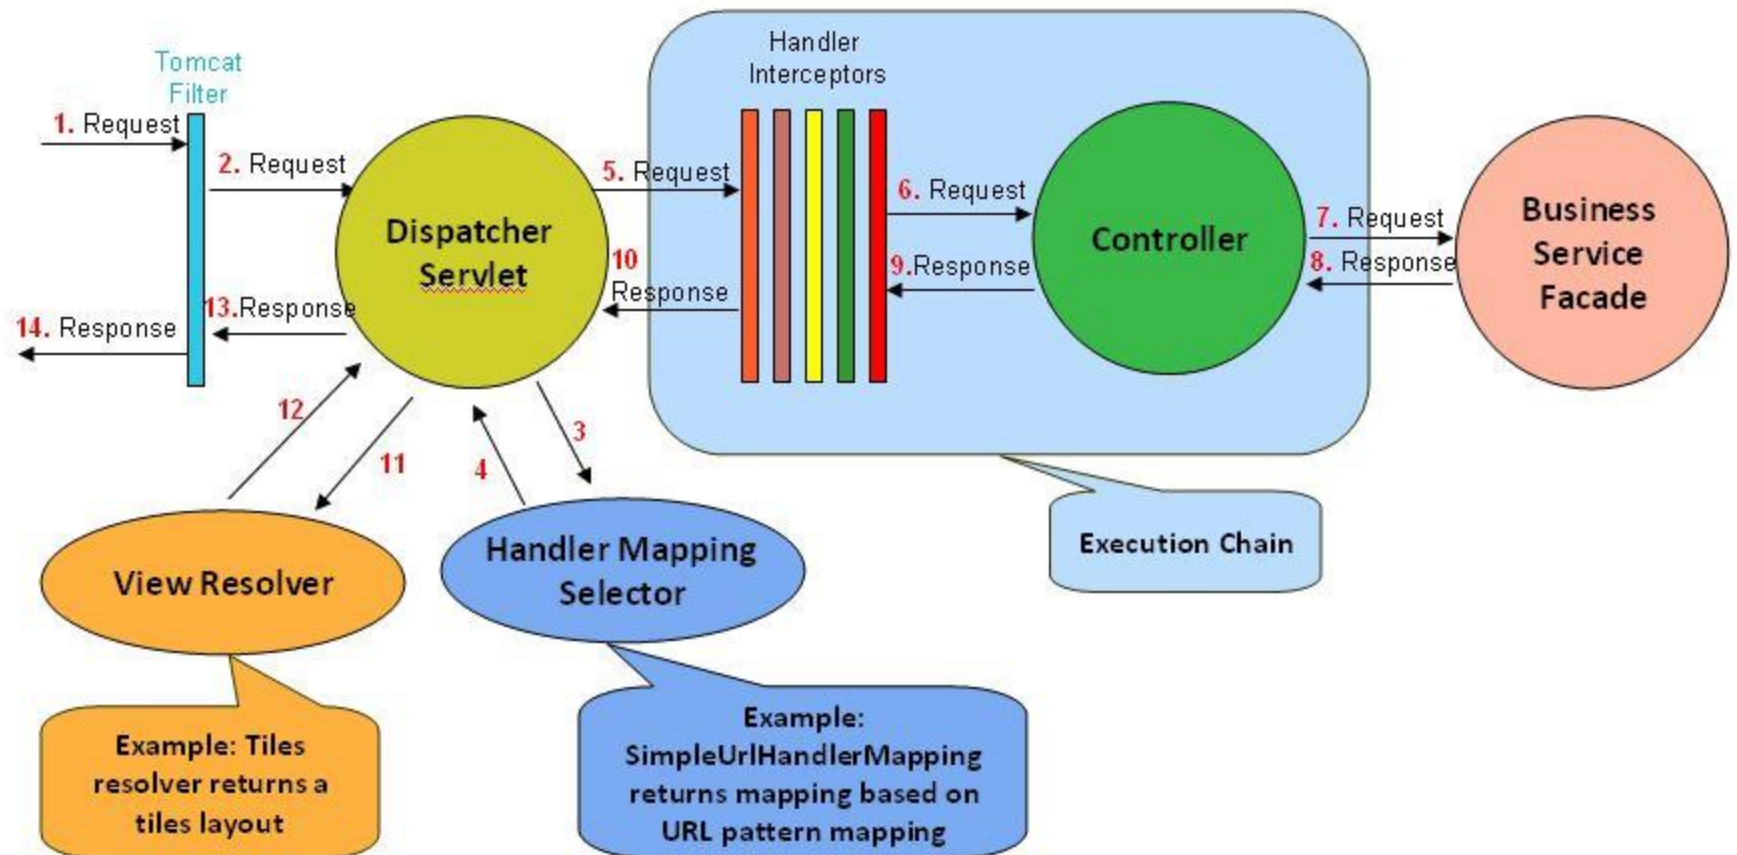 Tomcat
Filter
1. Request
2. Request
Dispatcher
Servlet
13.Response
14. Response
Handler
Interceptors
5. Request
10
Response
6. Request
9.Response
Controller
7. Request
8. Response
Business
Service
Facade
12
11
4
3
View Resolver
Handler Mapping
Selector
Execution Chain
Example: Tiles
resolver returns a
tiles layout
Example:
SimpleUrlHandlerMapping
returns mapping based on
URL pattern mapping